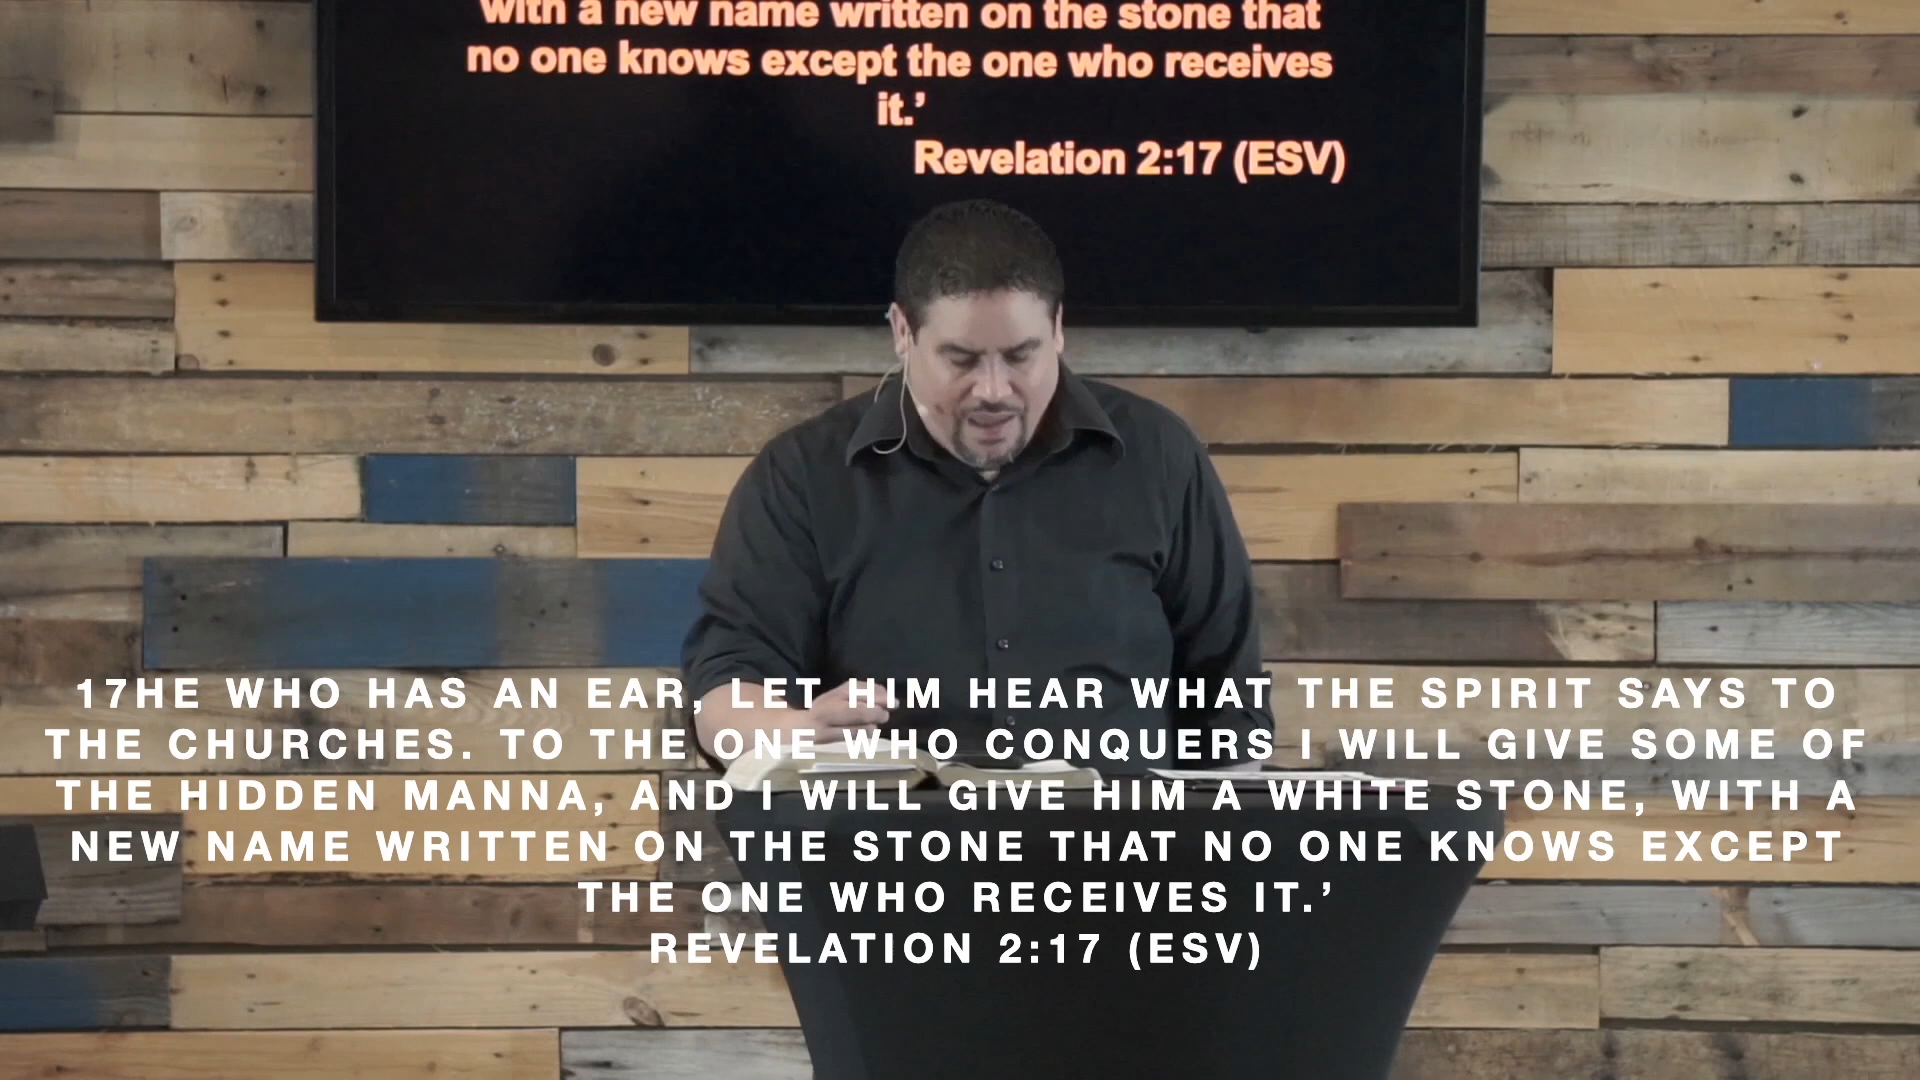 with a new name written on the stone that
no one knows except the one who receives
it.’
Revelation 2:17 (ESV)
17HE WHO HAS AN EAR, LET HIM HEAR WHAT THE SPIRIT SAYS TO
THE CHURCHES. TO THE ONE WHO CONQUERS I WILL GIVE SOME OF
THE HIDDEN MANNA, AND I WILL GIVE HIM A WHITE STONE, WITH A
NEW NAME WRITTEN ON THE STONE THAT NO ONE KNOWS EXCEPT
THE ONE WHO RECEIVES IT.’
REVELATION 2:17 (ESV)